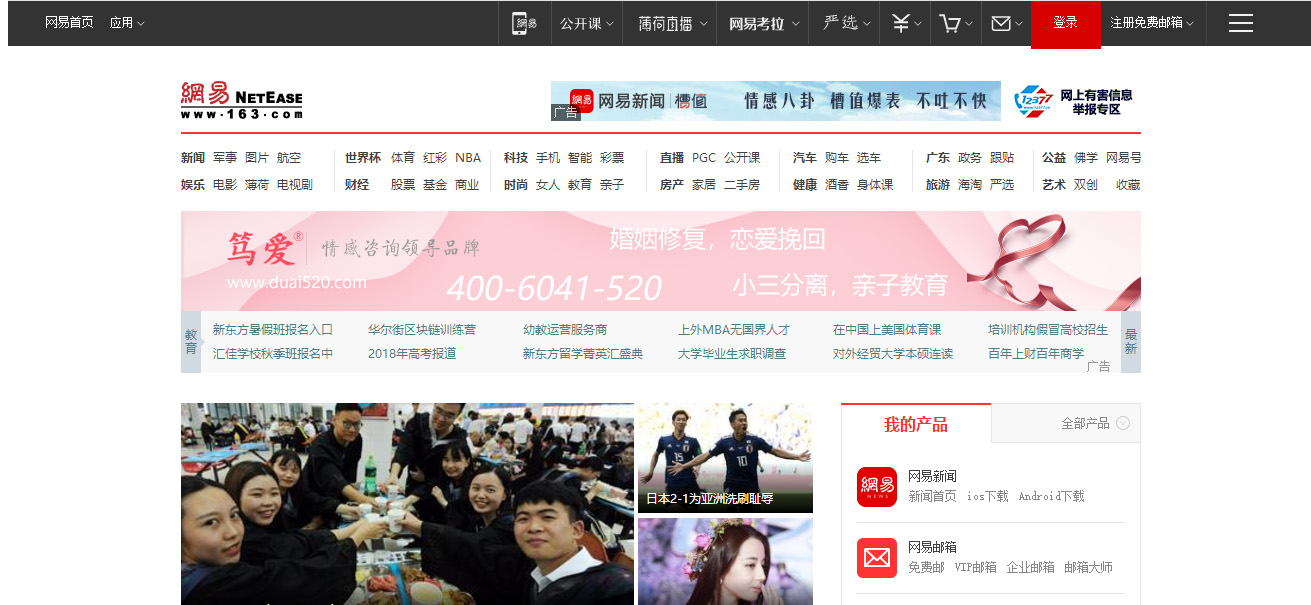 网易首页 应用 網易 公开课 薄荷直播 网易考拉 严选 登录 注册免费邮箱
網易 NETEASE
www.163.com
網易 网易新闻 槽值 情感八卦 槽值爆表 不吐不快
广告
12377 网上有害信息
举报专区
新闻 军事 图片 航空 世界杯 体育 红彩 NBA 科技 手机 智能 彩票 直播 PGC 公开课 汽车 购车 选车 广东 政务 跟贴 公益 佛学 网易号
娱乐 电影 薄荷 电视剧 财经 股票 基金 商业 时尚 女人 教育 亲子 房产 家居 二手房 健康 酒香 身体课 旅游 海淘 严选 艺术 双创 收藏
笃爱® 情感咨询领导品牌 婚姻修复，恋爱挽回
www.duai520.com 400-6041-520 小三分离，亲子教育
教育
新东方暑假班报名入口 华尔街区块链训练营 幼教运营服务商 上外MBA无国界人才 在中国上美国体育课 培训机构假冒高校招生
汇佳学校秋季班报名中 2018年高考报道 新东方留学菁英汇盛典 大学毕业生求职调查 对外经贸大学本硕连读 百年上财百年商学
最新
广告
日本2-1为亚洲洗刷耻辱
我的产品 全部产品
網易 NEWS
网易新闻
新闻首页 ios下载 Android下载
网易邮箱
免费邮 VIP邮箱 企业邮箱 邮箱大师